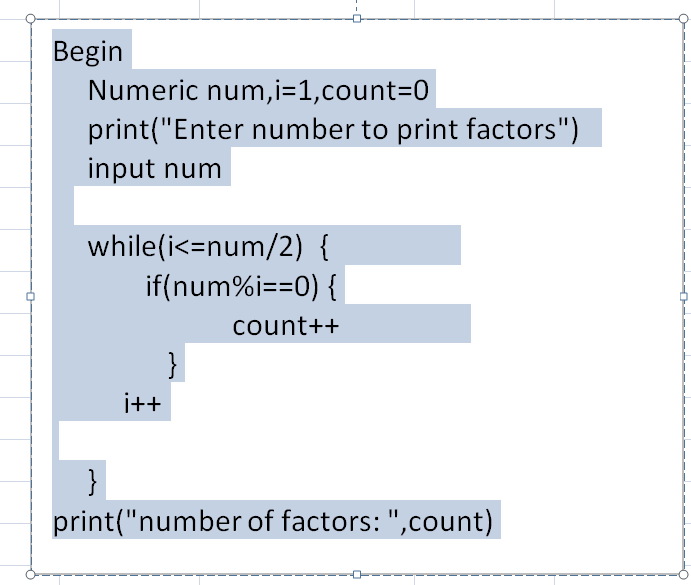 Begin
Numeric num,i=1,count=0
print("Enter number to print factors")
input num
while(i<=num/2) {
if(num%i==0) {
count++
}
i++
}
print("number of factors: ",count)